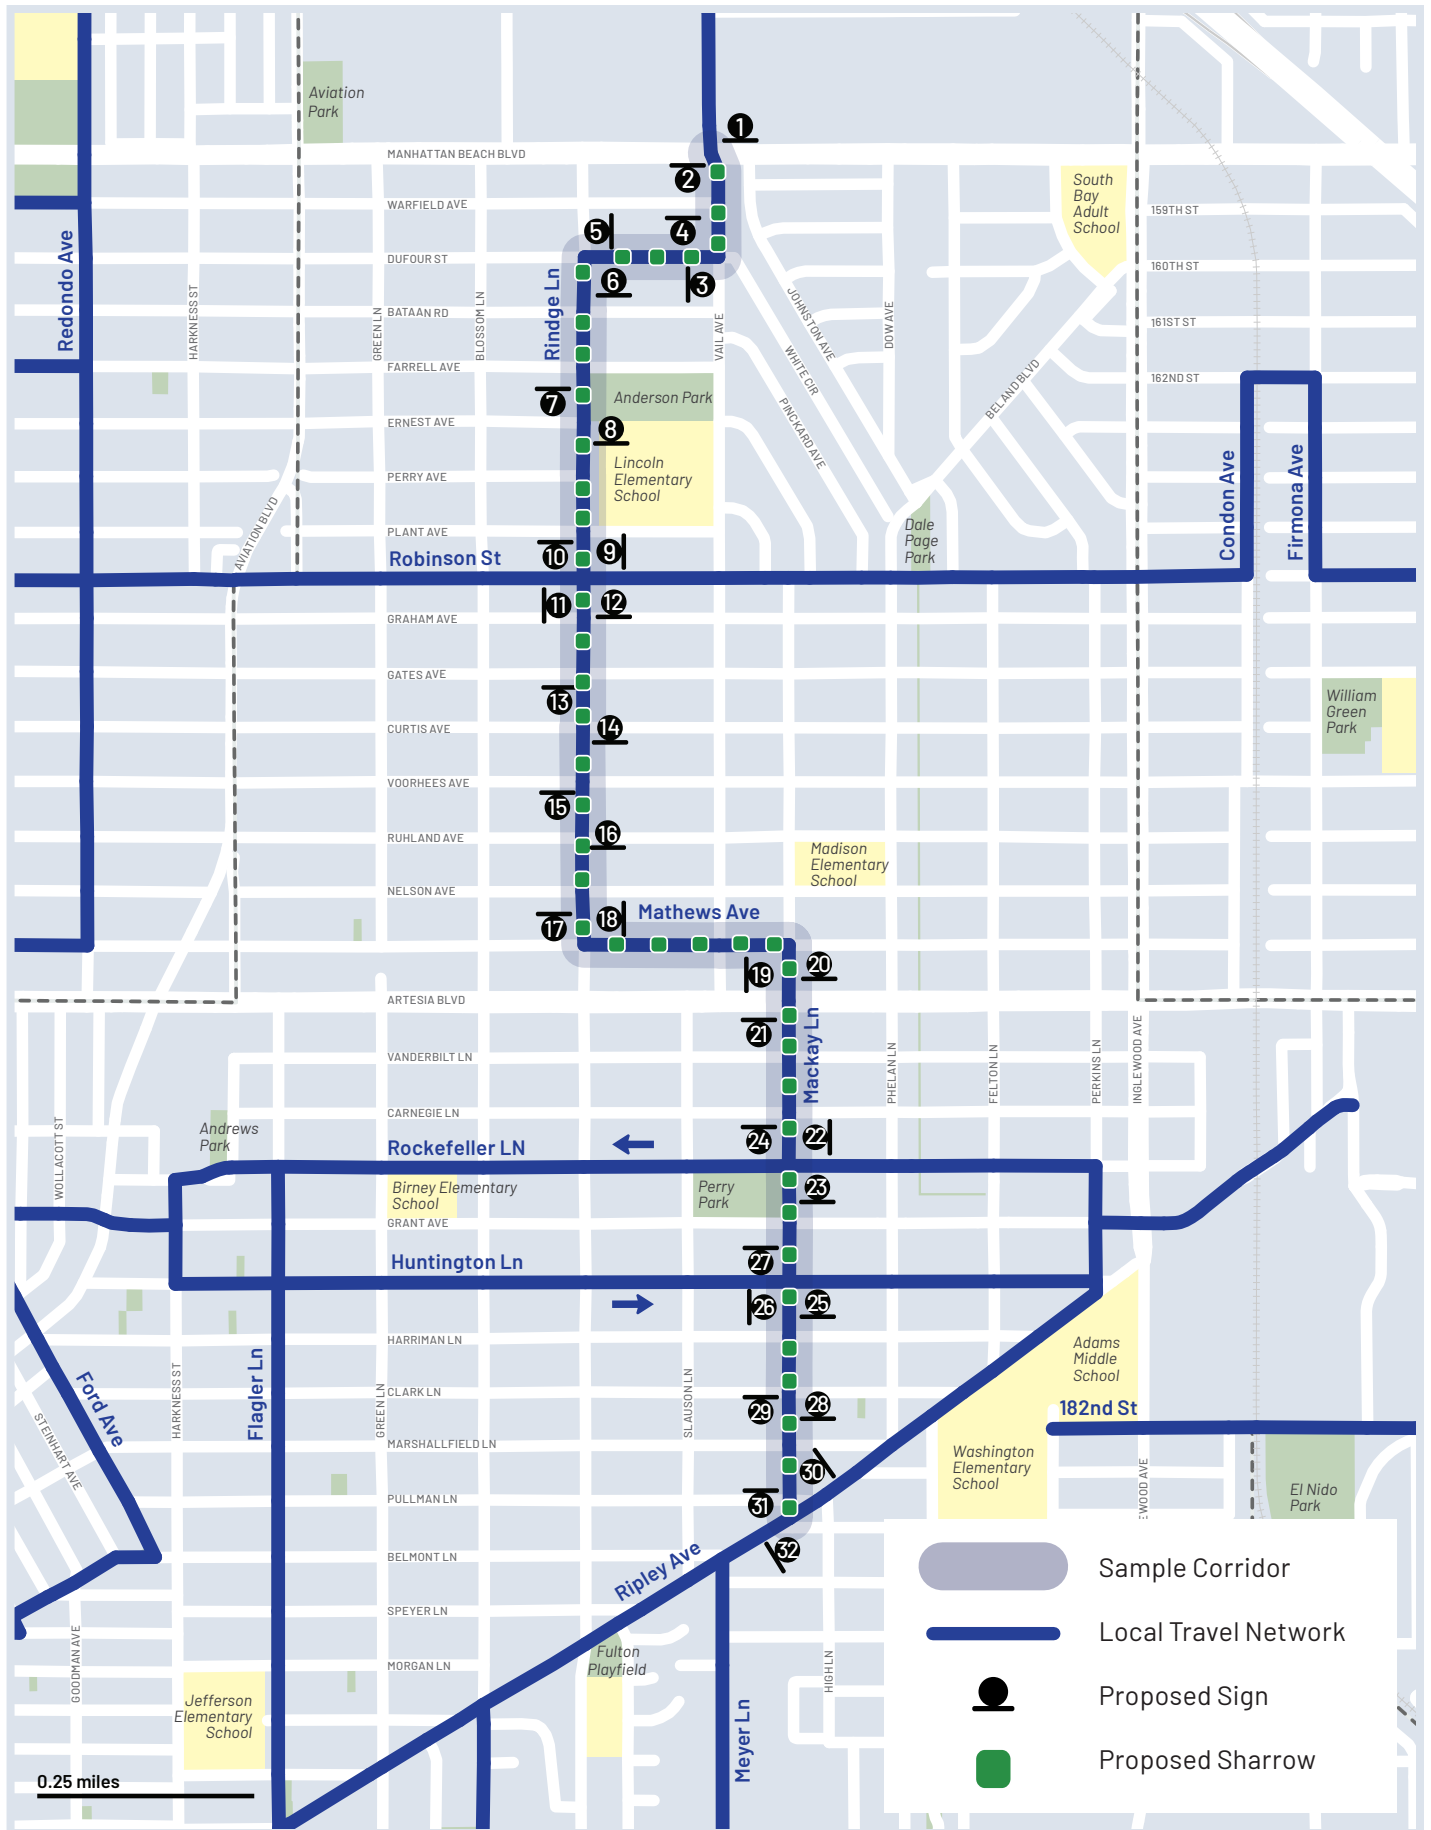 Aviation
Park
MANHATTAN BEACH BLVD
1
2
South
Bay
Adult
School
WARFIELD AVE
159TH ST
5
4
DUFOUR ST
160TH ST
6
3
Redondo Ave
HARKNESS ST
GREEN LN
BLOSSOM LN
Rindge Ln
VAIL AVE
JOHNSTON AVE
WHITE CIR
PINCKARD AVE
DOW AVE
BELAND BLVD
BATAAN RD
161ST ST
FARRELL AVE
162ND ST
Anderson Park
7
ERNEST AVE
8
Lincoln
Elementary
School
PERRY AVE
AVIATION BLVD
PLANT AVE
Dale
Page
Park
Condon Ave
Firmona Ave
10
9
Robinson St
11
12
GRAHAM AVE
GATES AVE
13
William
Green
Park
14
CURTIS AVE
VOORHEES AVE
15
16
RUHLAND AVE
Madison
Elementary
School
NELSON AVE
17
18
Mathews Ave
19
20
ARTESIA BLVD
21
Mackay Ln
VANDERBILT LN
PHELAN LN
FELTON LN
PERKINS LN
INGLEWOOD AVE
CARNEGIE LN
WOLLACOTT ST
Andrews
Park
24
22
Rockefeller LN
Birney Elementary
School
Perry
Park
23
GRANT AVE
27
Huntington Ln
26
25
HARRIMAN LN
Adams
Middle
School
Ford Ave
HARKNESS ST
Flagler Ln
GREEN LN
CLARK LN
SLAUSON LN
29
28
182nd St
STEINHART AVE
MARSHALLFIELD LN
Washington
Elementary
School
30
EWOOD AVE
PULLMAN LN
31
El Nido
Park
BELMONT LN
32
Ripley Ave
SPEYER LN
GOODMAN AVE
Fulton
Playfield
MORGAN LN
HIGH LN
Jefferson
Elementary
School
Meyer Ln
0.25 miles
Sample Corridor
Local Travel Network
Proposed Sign
Proposed Sharrow